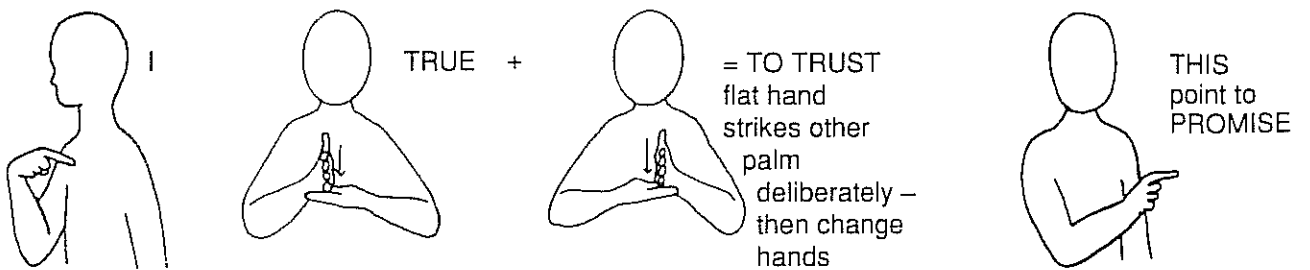 I
TRUE +
= TO TRUST
flat hand
strikes other
palm
deliberately –
then change
hands
THIS
point to
PROMISE